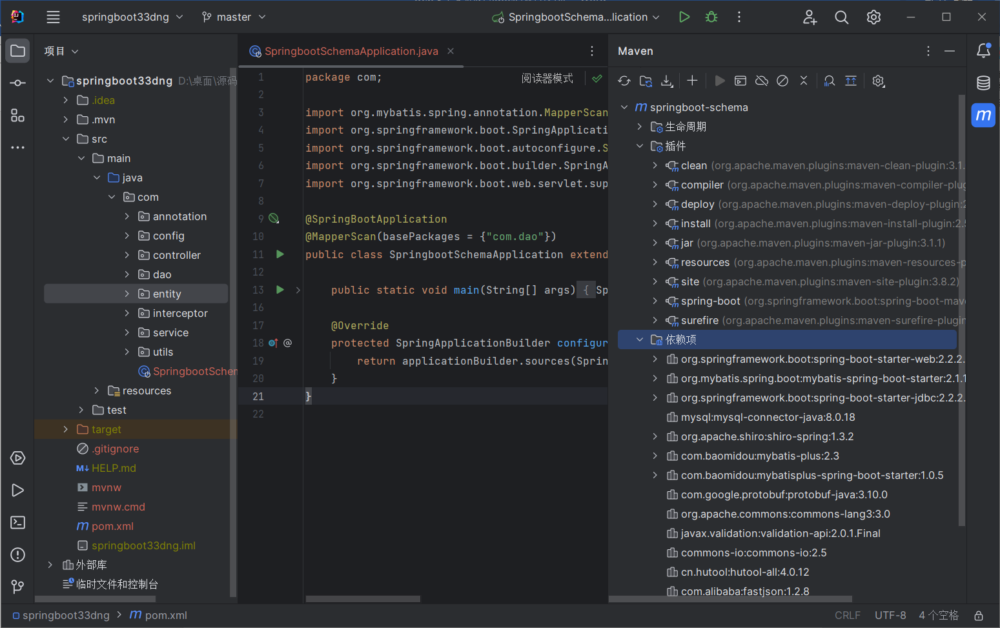 springboot33dng
master
SpringbootSchema...lication
项目
springboot33dng D:\桌面\源码
.idea
.mvn
src
main
java
com
annotation
config
controller
dao
entity
interceptor
service
utils
SpringbootSchem
resources
test
target
.gitignore
HELP.md
mvnw
mvnw.cmd
pom.xml
springboot33dng.iml
外部库
临时文件和控制台
SpringbootSchemaApplication.java
阅读器模式
1 package com;
2
3 import org.mybatis.spring.annotation.MapperScan
4 import org.springframework.boot.SpringApplicati
5 import org.springframework.boot.autoconfigure.S
6 import org.springframework.boot.builder.SpringA
7 import org.springframework.boot.web.servlet.sup
8
9 @SpringBootApplication
10 @MapperScan(basePackages = {"com.dao"})
11 public class SpringbootSchemaApplication extend
12
13 public static void main(String[] args) { Sp
16
17 @Override
18 protected SpringApplicationBuilder configur
19 return applicationBuilder.sources(Sprin
20 }
21 }
22
Maven
springboot-schema
生命周期
插件
clean (org.apache.maven.plugins:maven-clean-plugin:3.1.
compiler (org.apache.maven.plugins:maven-compiler-plug
deploy (org.apache.maven.plugins:maven-deploy-plugin:2
install (org.apache.maven.plugins:maven-install-plugin:2.5
jar (org.apache.maven.plugins:maven-jar-plugin:3.1.1)
resources (org.apache.maven.plugins:maven-resources-p
site (org.apache.maven.plugins:maven-site-plugin:3.8.2)
spring-boot (org.springframework.boot:spring-boot-mav
surefire (org.apache.maven.plugins:maven-surefire-plugin
依赖项
org.springframework.boot:spring-boot-starter-web:2.2.2.
org.mybatis.spring.boot:mybatis-spring-boot-starter:2.1.1
org.springframework.boot:spring-boot-starter-jdbc:2.2.2.
mysql:mysql-connector-java:8.0.18
org.apache.shiro:shiro-spring:1.3.2
com.baomidou:mybatis-plus:2.3
com.baomidou:mybatisplus-spring-boot-starter:1.0.5
com.google.protobuf:protobuf-java:3.10.0
org.apache.commons:commons-lang3:3.0
javax.validation:validation-api:2.0.1.Final
commons-io:commons-io:2.5
cn.hutool:hutool-all:4.0.12
com.alibaba:fastjson:1.2.8
springboot33dng > pom.xml
CRLF UTF-8 4 个空格